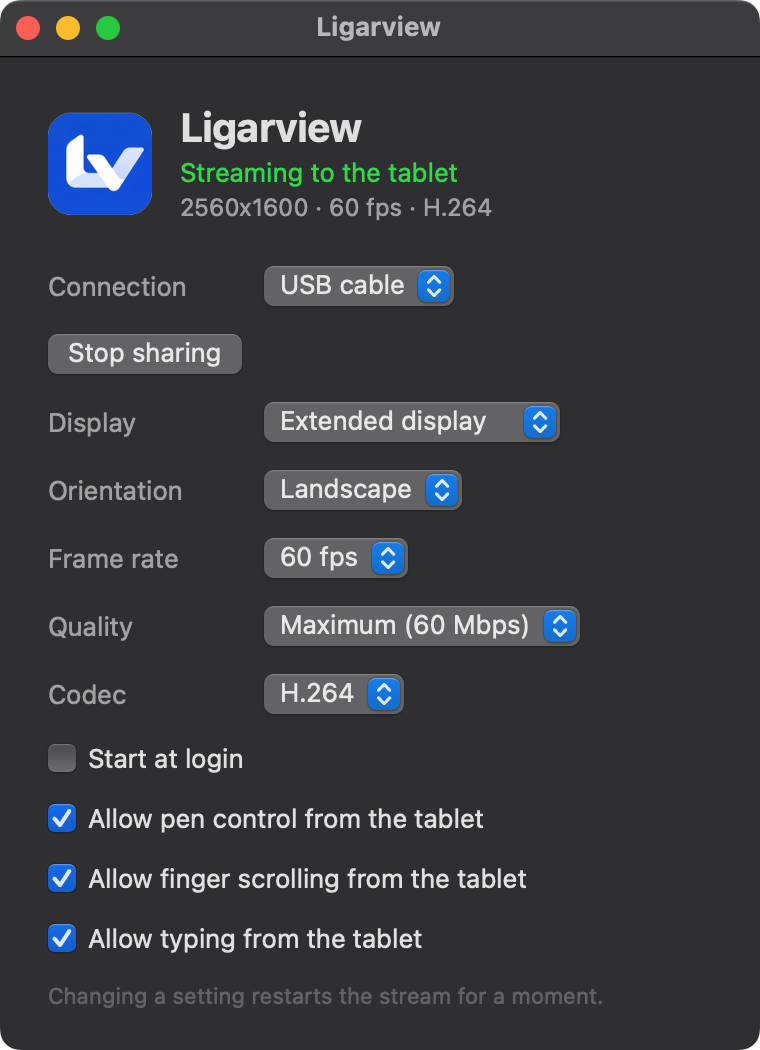 Ligarview
Ligarview
Streaming to the tablet
2560x1600 · 60 fps · H.264
Connection USB cable
Stop sharing
Display Extended display
Orientation Landscape
Frame rate 60 fps
Quality Maximum (60 Mbps)
Codec H.264
Start at login
Allow pen control from the tablet
Allow finger scrolling from the tablet
Allow typing from the tablet
Changing a setting restarts the stream for a moment.